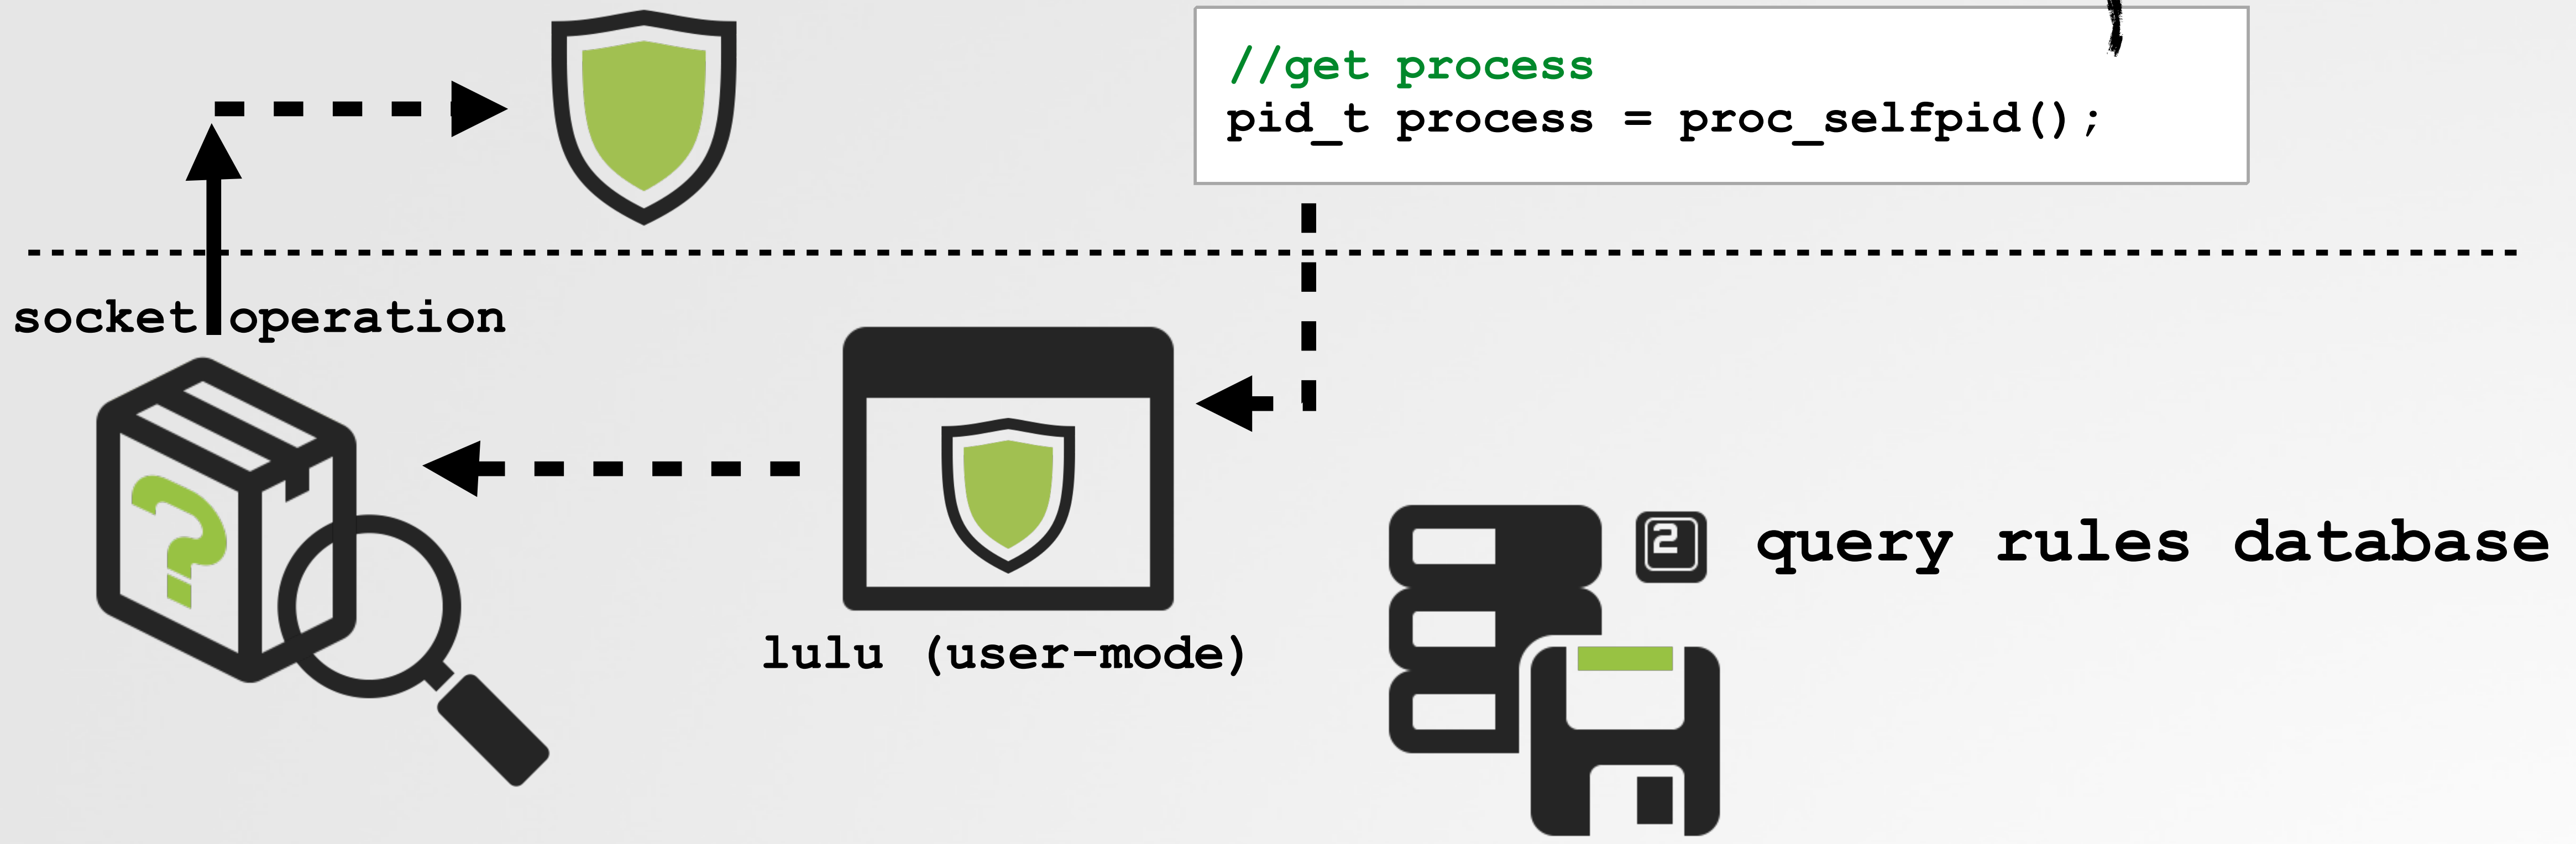 //get process
pid_t process = proc_selfpid();
socket operation
2 query rules database
lulu (user-mode)